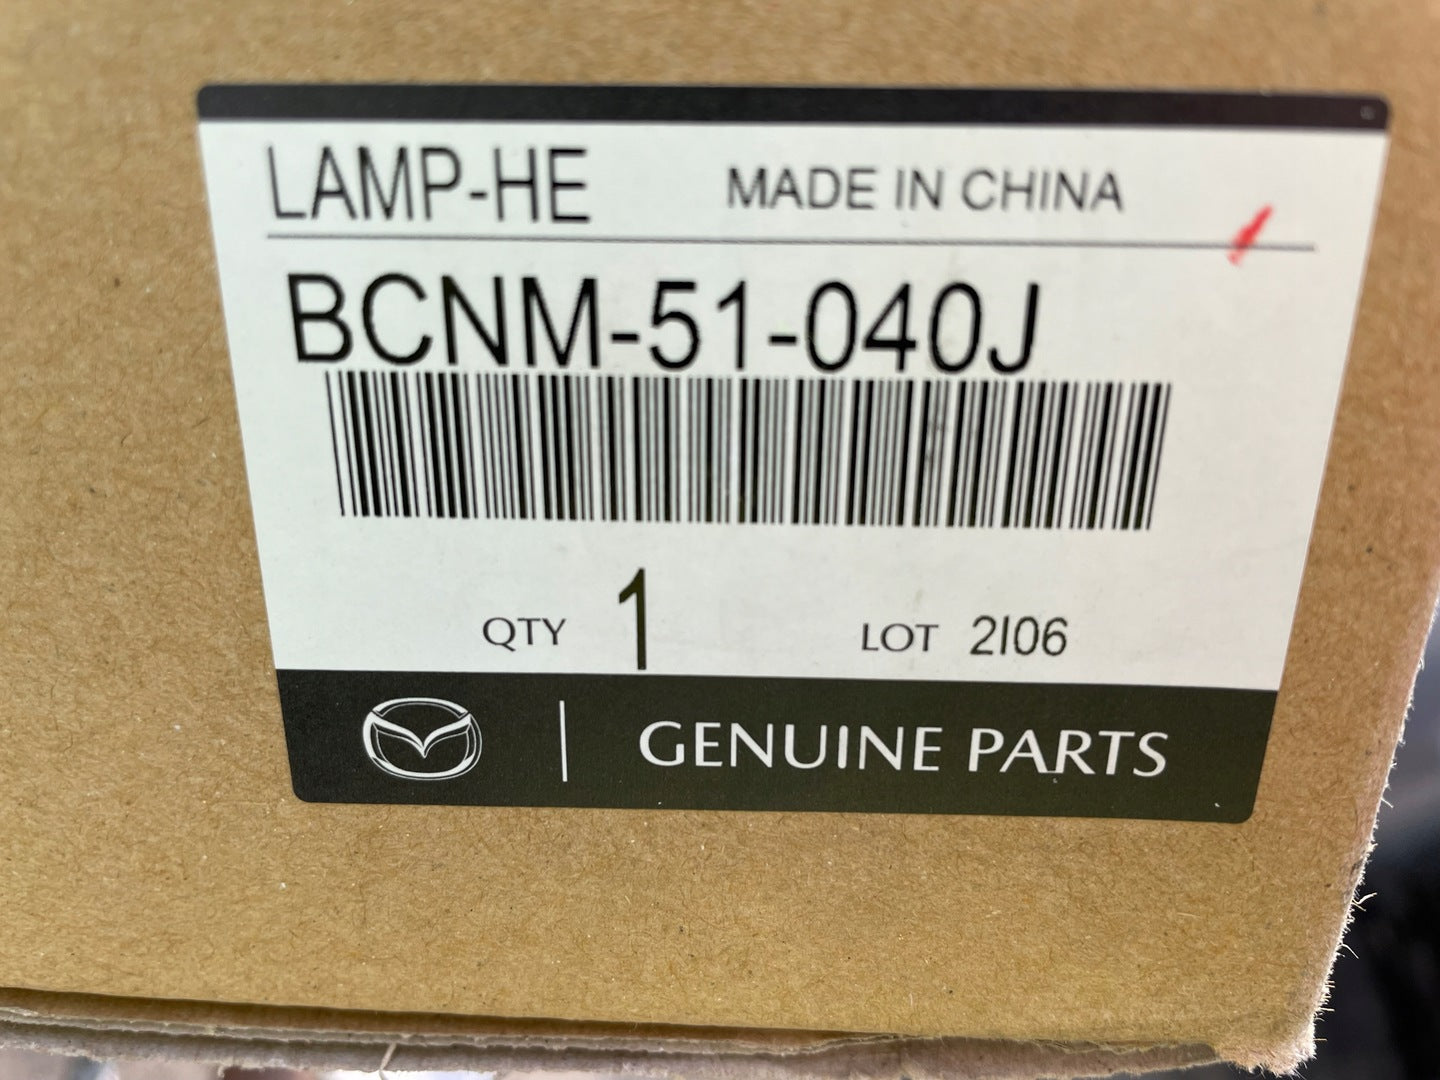 LAMP-HE MADE IN CHINA
BCNM-51-040J
QTY 1 LOT 2I06
GENUINE PARTS